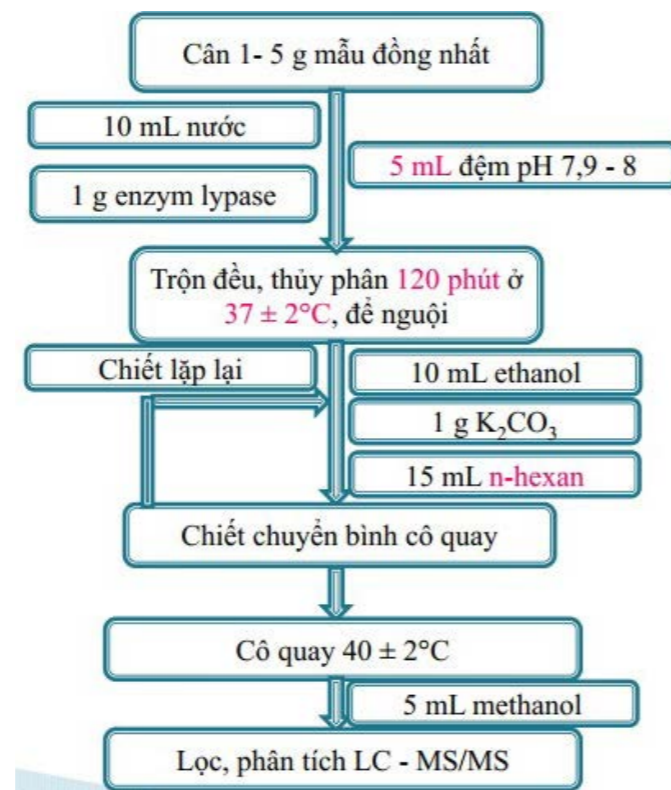 Cân 1- 5 g mẫu đồng nhất
10 mL nước
5 mL đệm pH 7,9 - 8
1 g enzym lypase
Trộn đều, thủy phân 120 phút ở
37 ± 2°C, để nguội
Chiết lặp lại
10 mL ethanol
1 g K₂CO₃
15 mL n-hexan
Chiết chuyển bình cô quay
Cô quay 40 ± 2°C
5 mL methanol
Lọc, phân tích LC - MS/MS